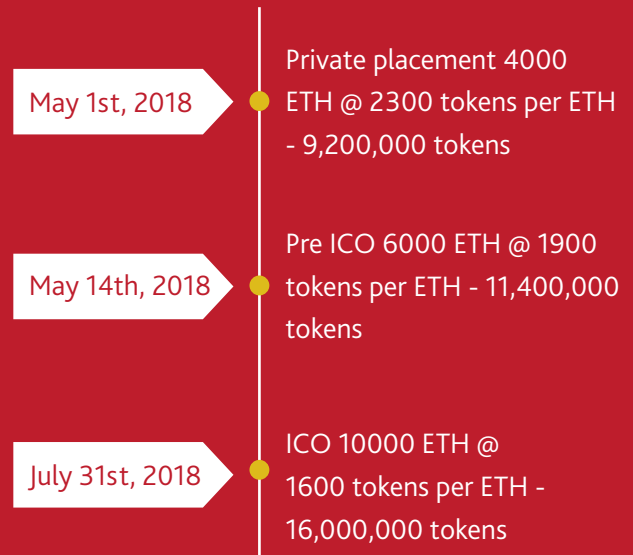 May 1st, 2018
Private placement 4000
ETH @ 2300 tokens per ETH
- 9,200,000 tokens
May 14th, 2018
Pre ICO 6000 ETH @ 1900
tokens per ETH - 11,400,000
tokens
July 31st, 2018
ICO 10000 ETH @
1600 tokens per ETH -
16,000,000 tokens